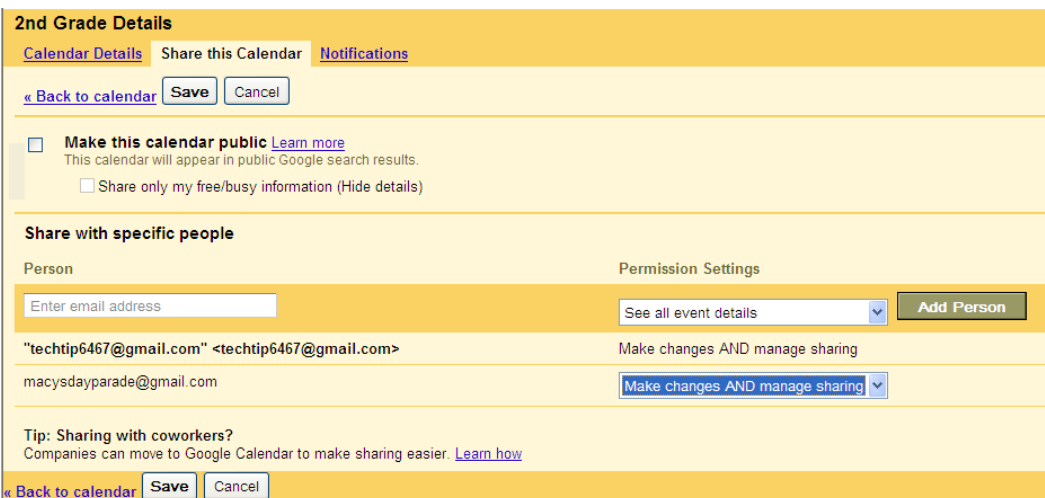 2nd Grade Details
Calendar Details Share this Calendar Notifications
« Back to calendar Save Cancel
Make this calendar public Learn more
This calendar will appear in public Google search results.
Share only my free/busy information (Hide details)
Share with specific people
Person Permission Settings
Enter email address See all event details Add Person
"techtip6467@gmail.com" <techtip6467@gmail.com> Make changes AND manage sharing
macysdayparade@gmail.com Make changes AND manage sharing
Tip: Sharing with coworkers?
Companies can move to Google Calendar to make sharing easier. Learn how
« Back to calendar Save Cancel